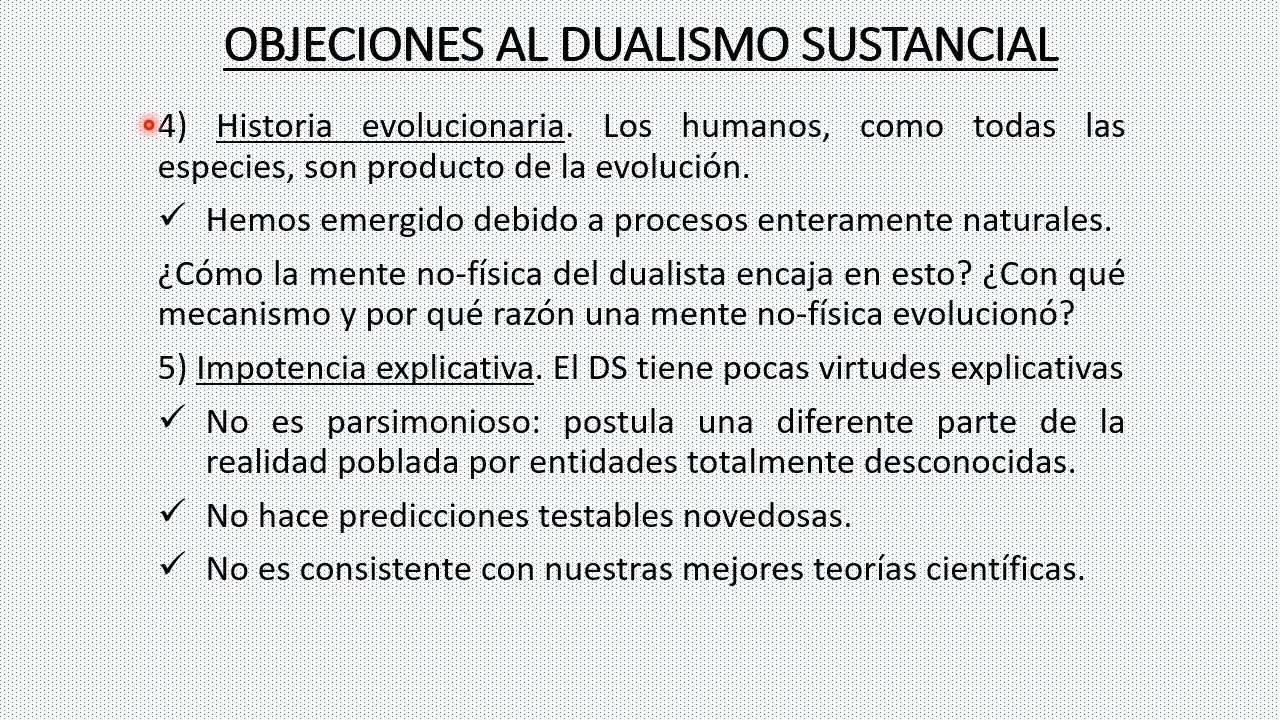 OBJECIONES AL DUALISMO SUSTANCIAL
4) Historia evolucionaria. Los humanos, como todas las
especies, son producto de la evolución.
✓ Hemos emergido debido a procesos enteramente naturales.
¿Cómo la mente no-física del dualista encaja en esto? ¿Con qué
mecanismo y por qué razón una mente no-física evolucionó?
5) Impotencia explicativa. El DS tiene pocas virtudes explicativas
✓ No es parsimonioso: postula una diferente parte de la
realidad poblada por entidades totalmente desconocidas.
✓ No hace predicciones testables novedosas.
✓ No es consistente con nuestras mejores teorías científicas.